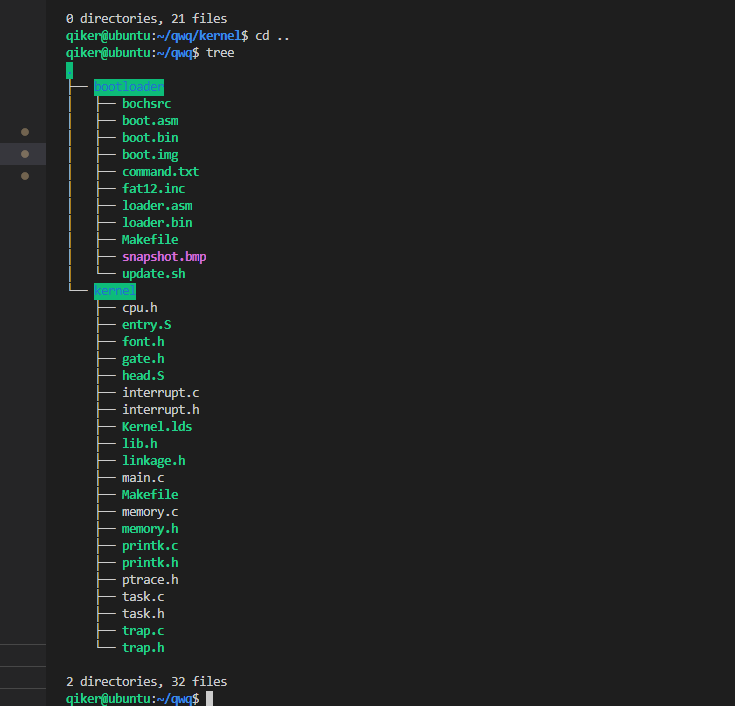 0 directories, 21 files
qiker@ubuntu:~/qwq/kernel$ cd ..
qiker@ubuntu:~/qwq$ tree
.
├── bootloader
│   ├── bochsrc
│   ├── boot.asm
│   ├── boot.bin
│   ├── boot.img
│   ├── command.txt
│   ├── fat12.inc
│   ├── loader.asm
│   ├── loader.bin
│   ├── Makefile
│   ├── snapshot.bmp
│   └── update.sh
└── kernel
    ├── cpu.h
    ├── entry.S
    ├── font.h
    ├── gate.h
    ├── head.S
    ├── interrupt.c
    ├── interrupt.h
    ├── Kernel.lds
    ├── lib.h
    ├── linkage.h
    ├── main.c
    ├── Makefile
    ├── memory.c
    ├── memory.h
    ├── printk.c
    ├── printk.h
    ├── ptrace.h
    ├── task.c
    ├── task.h
    ├── trap.c
    └── trap.h

2 directories, 32 files
qiker@ubuntu:~/qwq$